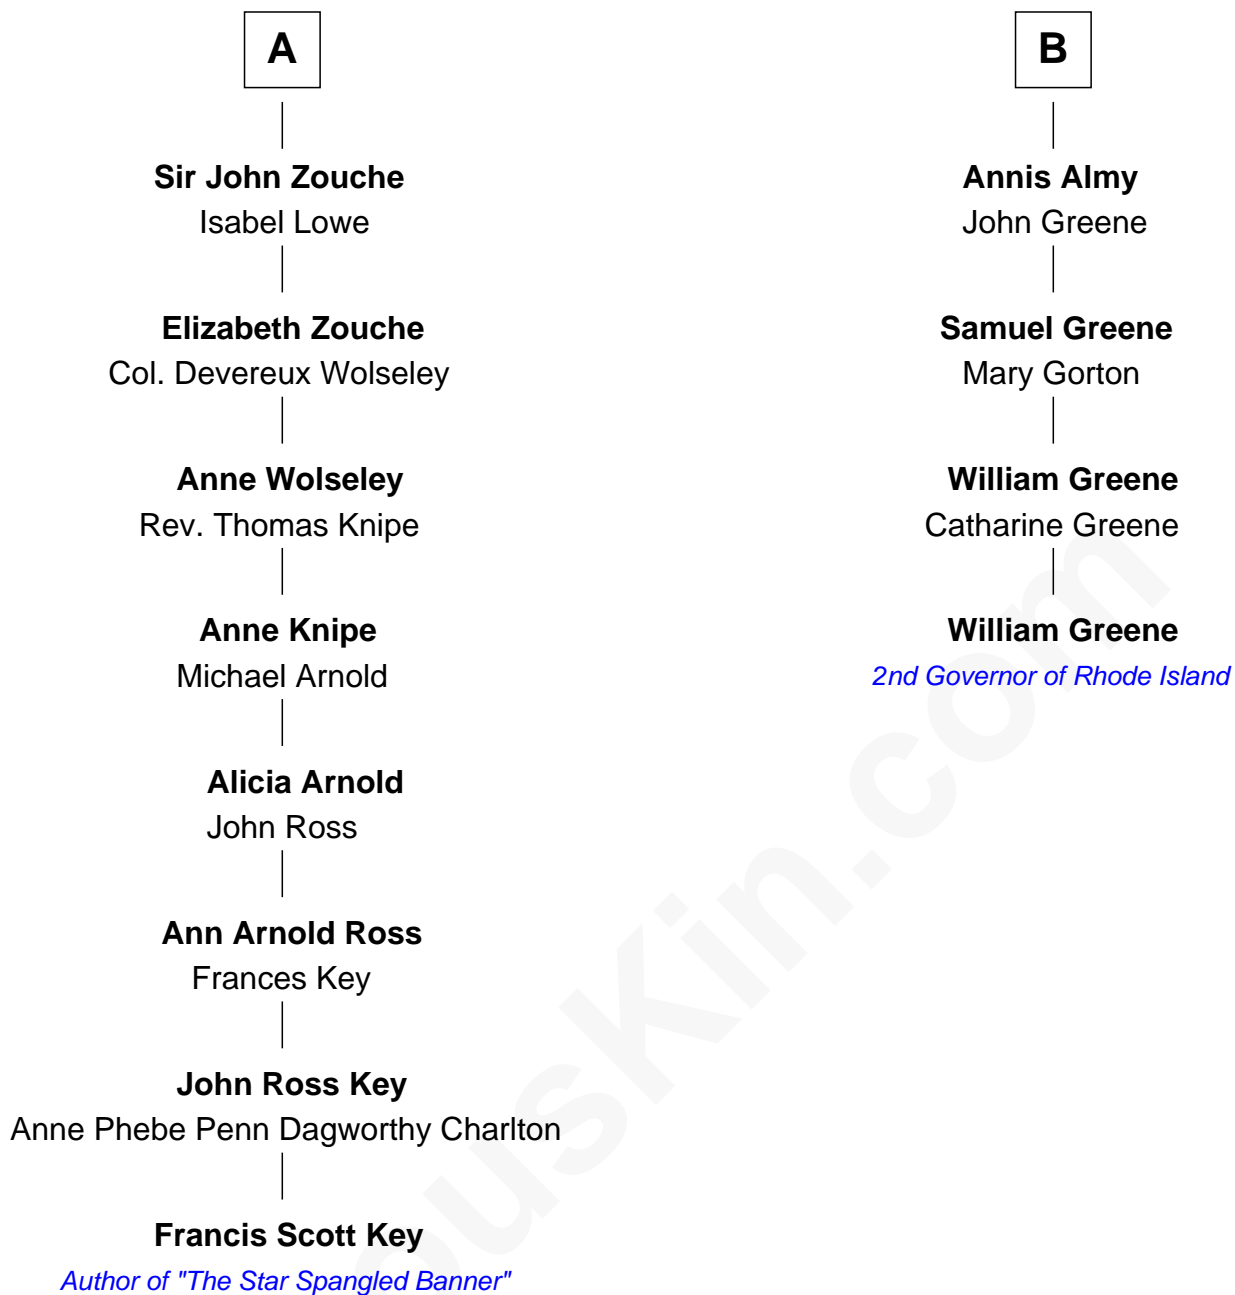 A
Sir John Zouche
Isabel Lowe
Elizabeth Zouche
Col. Devereux Wolseley
Anne Wolseley
Rev. Thomas Knipe
Anne Knipe
Michael Arnold
Alicia Arnold
John Ross
Ann Arnold Ross
Frances Key
John Ross Key
Anne Phebe Penn Dagworthy Charlton
Francis Scott Key
Author of "The Star Spangled Banner"
B
Annis Almy
John Greene
Samuel Greene
Mary Gorton
William Greene
Catharine Greene
William Greene
2nd Governor of Rhode Island
ousKin.com